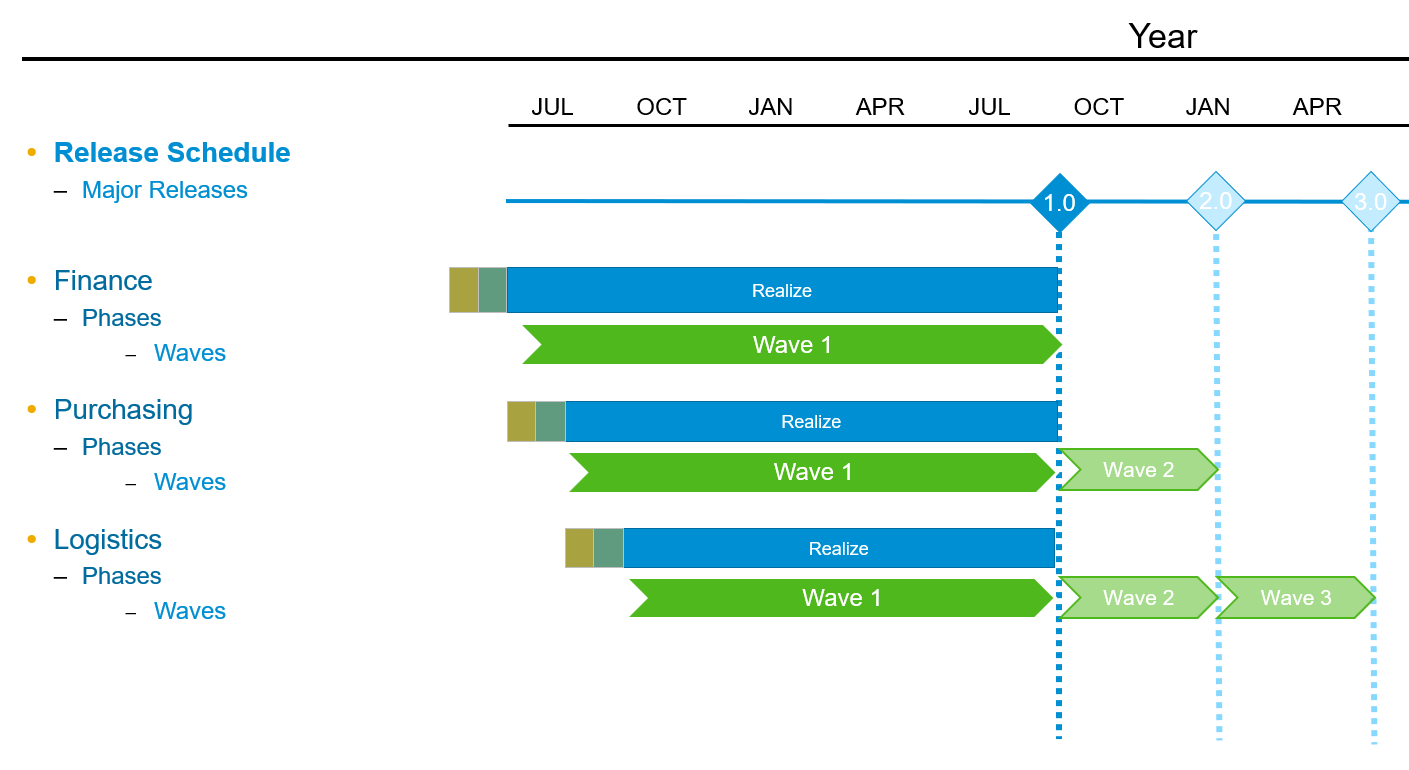 Year
JUL OCT JAN APR JUL OCT JAN APR
• Release Schedule
– Major Releases
1.0 2.0 3.0
• Finance
Realize
– Phases
Wave 1
– Waves
• Purchasing
Realize
– Phases
Wave 1 Wave 2
– Waves
• Logistics
Realize
– Phases
Wave 1 Wave 2 Wave 3
– Waves